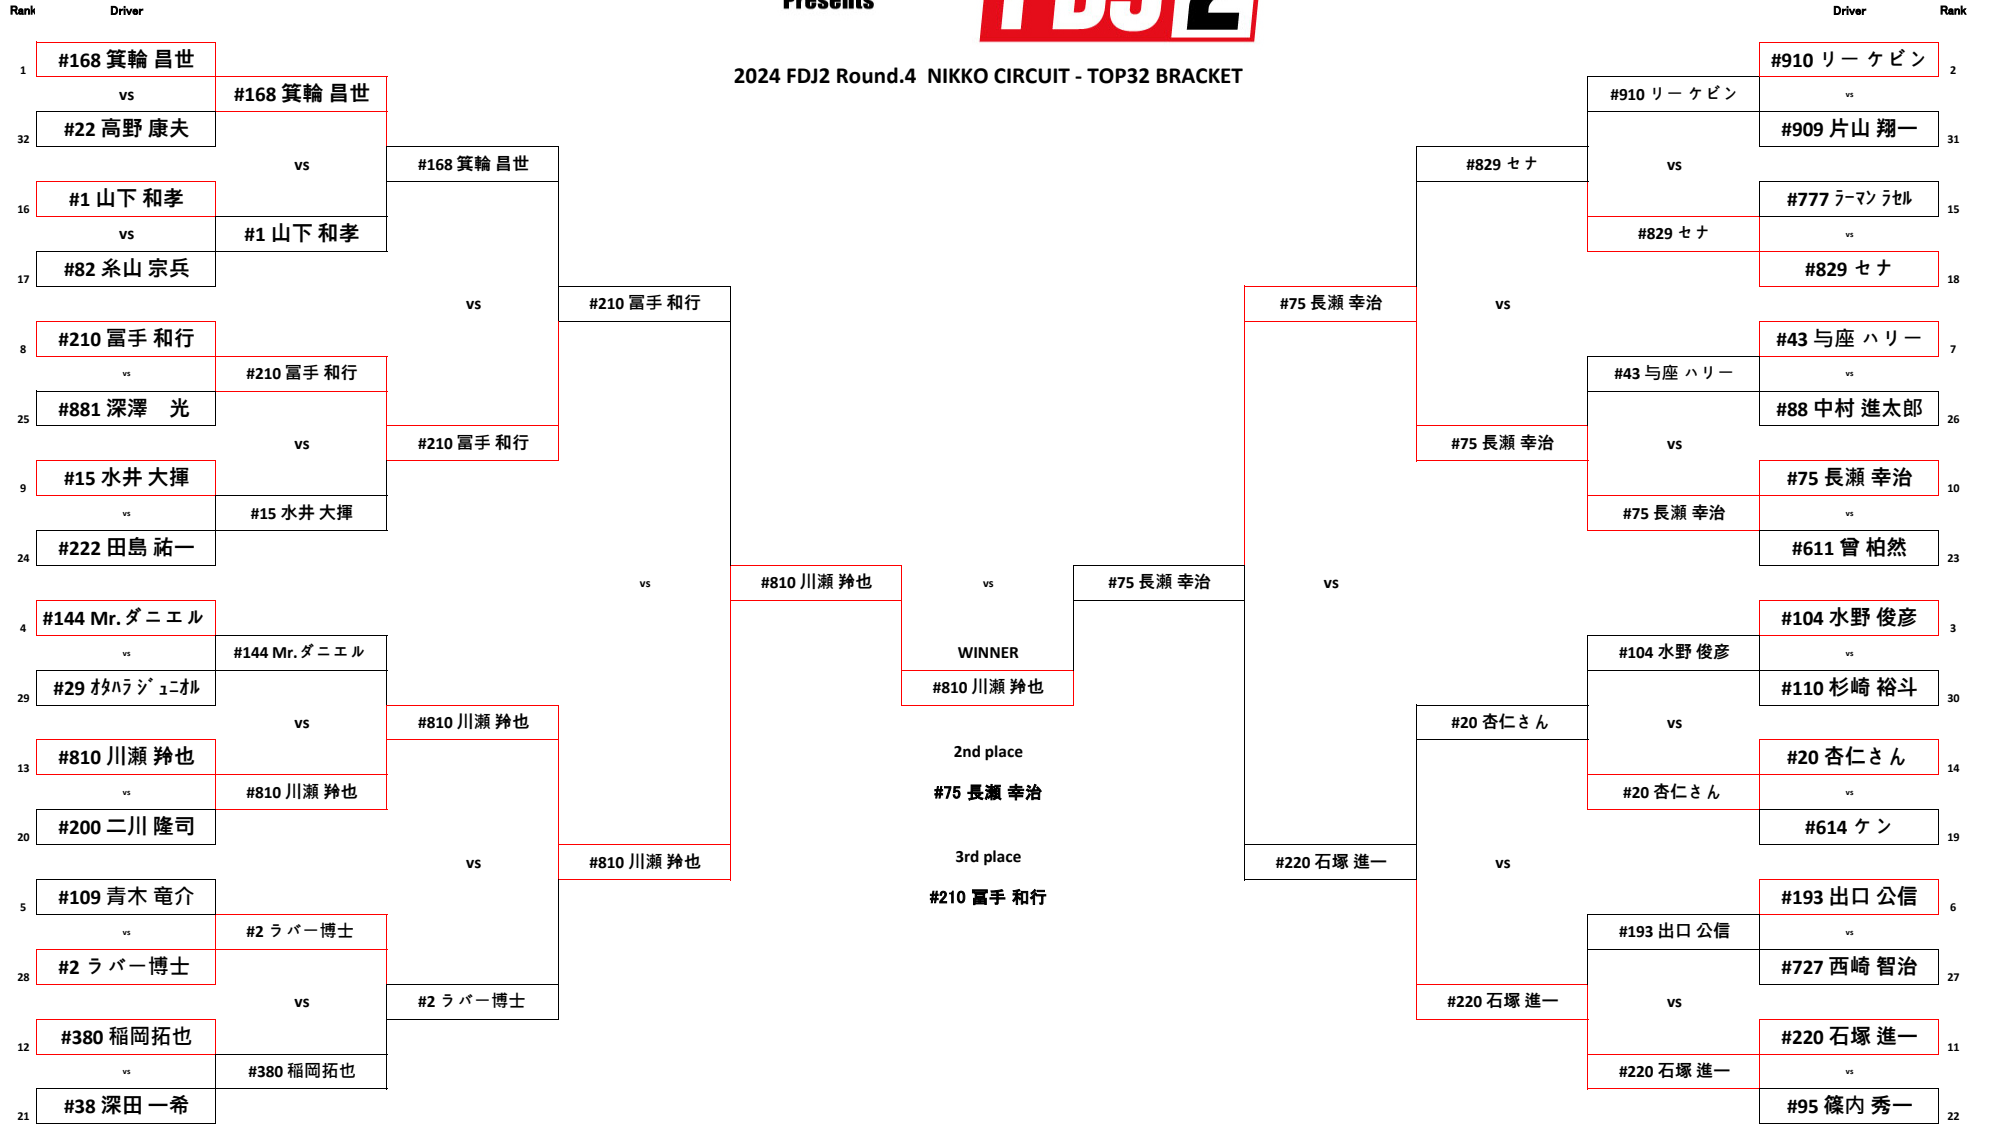 Presents
FDJ2
2024 FDJ2 Round.4 NIKKO CIRCUIT - TOP32 BRACKET
Rank Driver
1 #168 箕輪 昌世
vs
32 #22 高野 康夫
16 #1 山下 和孝
vs
17 #82 糸山 宗兵
8 #210 冨手 和行
vs
25 #881 深澤　光
9 #15 水井 大揮
vs
24 #222 田島 祐一
4 #144 Mr.ダニエル
vs
29 #29 ｵﾀﾊﾗ ｼﾞｭﾆｵﾙ
13 #810 川瀬 羚也
vs
20 #200 二川 隆司
5 #109 青木 竜介
vs
28 #2 ラバー博士
12 #380 稲岡拓也
vs
21 #38 深田 一希
#168 箕輪 昌世
vs
#1 山下 和孝
#210 冨手 和行
vs
#15 水井 大揮
#144 Mr.ダニエル
vs
#810 川瀬 羚也
#2 ラバー博士
vs
#380 稲岡拓也
#168 箕輪 昌世
vs
#210 冨手 和行
#810 川瀬 羚也
vs
#2 ラバー博士
#210 冨手 和行
vs
#810 川瀬 羚也
#810 川瀬 羚也
vs
#75 長瀬 幸治
WINNER
#810 川瀬 羚也
2nd place
#75 長瀬 幸治
3rd place
#210 冨手 和行
#75 長瀬 幸治
vs
#220 石塚 進一
#829 セナ
vs
#75 長瀬 幸治
#20 杏仁さん
vs
#220 石塚 進一
#910 リー ケビン
vs
#829 セナ
#43 与座 ハリー
vs
#75 長瀬 幸治
#104 水野 俊彦
vs
#20 杏仁さん
#193 出口 公信
vs
#220 石塚 進一
Driver Rank
#910 リー ケビン 2
vs
#909 片山 翔一 31
#777 ﾗｰﾏﾝ ﾗｾﾙ 15
vs
#829 セナ 18
#43 与座 ハリー 7
vs
#88 中村 進太郎 26
#75 長瀬 幸治 10
vs
#611 曾 柏然 23
#104 水野 俊彦 3
vs
#110 杉崎 裕斗 30
#20 杏仁さん 14
vs
#614 ケン 19
#193 出口 公信 6
vs
#727 西崎 智治 27
#220 石塚 進一 11
vs
#95 篠内 秀一 22